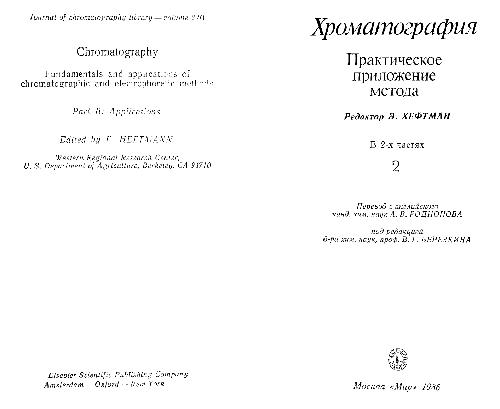 Journal of chromatography library — volume
Chromatography
Fundamentals and applications of
chromatographic and electrophoretic methods
Part B: Applications
Edited by E. HEFTMANN
Western Regional Research Center,
U. S. Department of Agriculture, Berkeley, CA 94710
Elsevier Scientific Publishing Company
Amsterdam — Oxford — New York
Хроматография
Практическое
приложение
метода
Редактор Э. ХЕФТМАН
В 2-х частях
2
Перевод с английского
канд. хим. наук А. В. РОДИОНОВА
под редакцией
д-ра хим. наук, проф. В. Г. БЕРЕЗКИНА
Москва «Мир» 1986